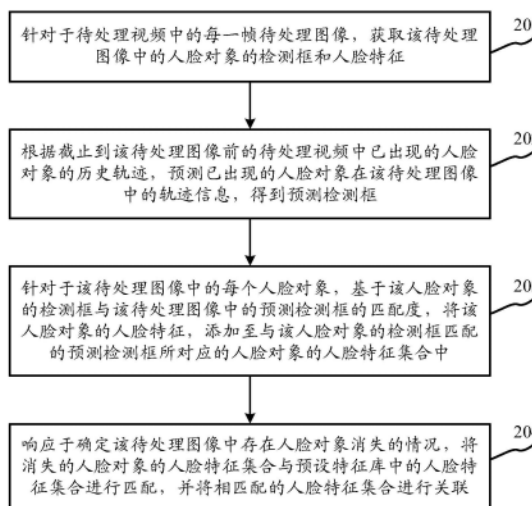 针对于待处理视频中的每一帧待处理图像，获取该待处理
图像中的人脸对象的检测框和人脸特征
20
根据截止到该待处理图像前的待处理视频中已出现的人脸
对象的历史轨迹，预测已出现的人脸对象在该待处理图像
中的轨迹信息，得到预测检测框
20
针对于该待处理图像中的每个人脸对象，基于该人脸对象
的检测框与该待处理图像中的预测检测框的匹配度，将该
人脸对象的人脸特征，添加至与该人脸对象的检测框匹配
的预测检测框所对应的人脸对象的人脸特征集合中
20
响应于确定该待处理图像中存在人脸对象消失的情况，将
消失的人脸对象的人脸特征集合与预设特征库中的人脸特
征集合进行匹配，并将相匹配的人脸特征集合进行关联
20